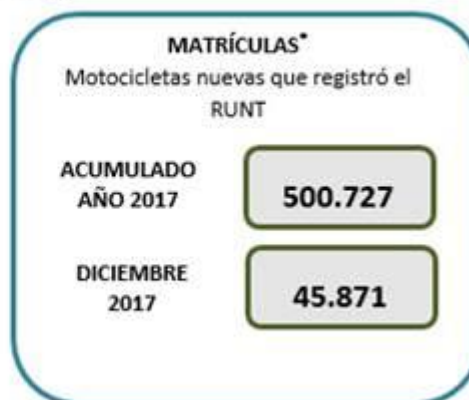 MATRÍCULAS*
Motocicletas nuevas que registró el
RUNT
ACUMULADO
AÑO 2017
500.727
DICIEMBRE
2017
45.871